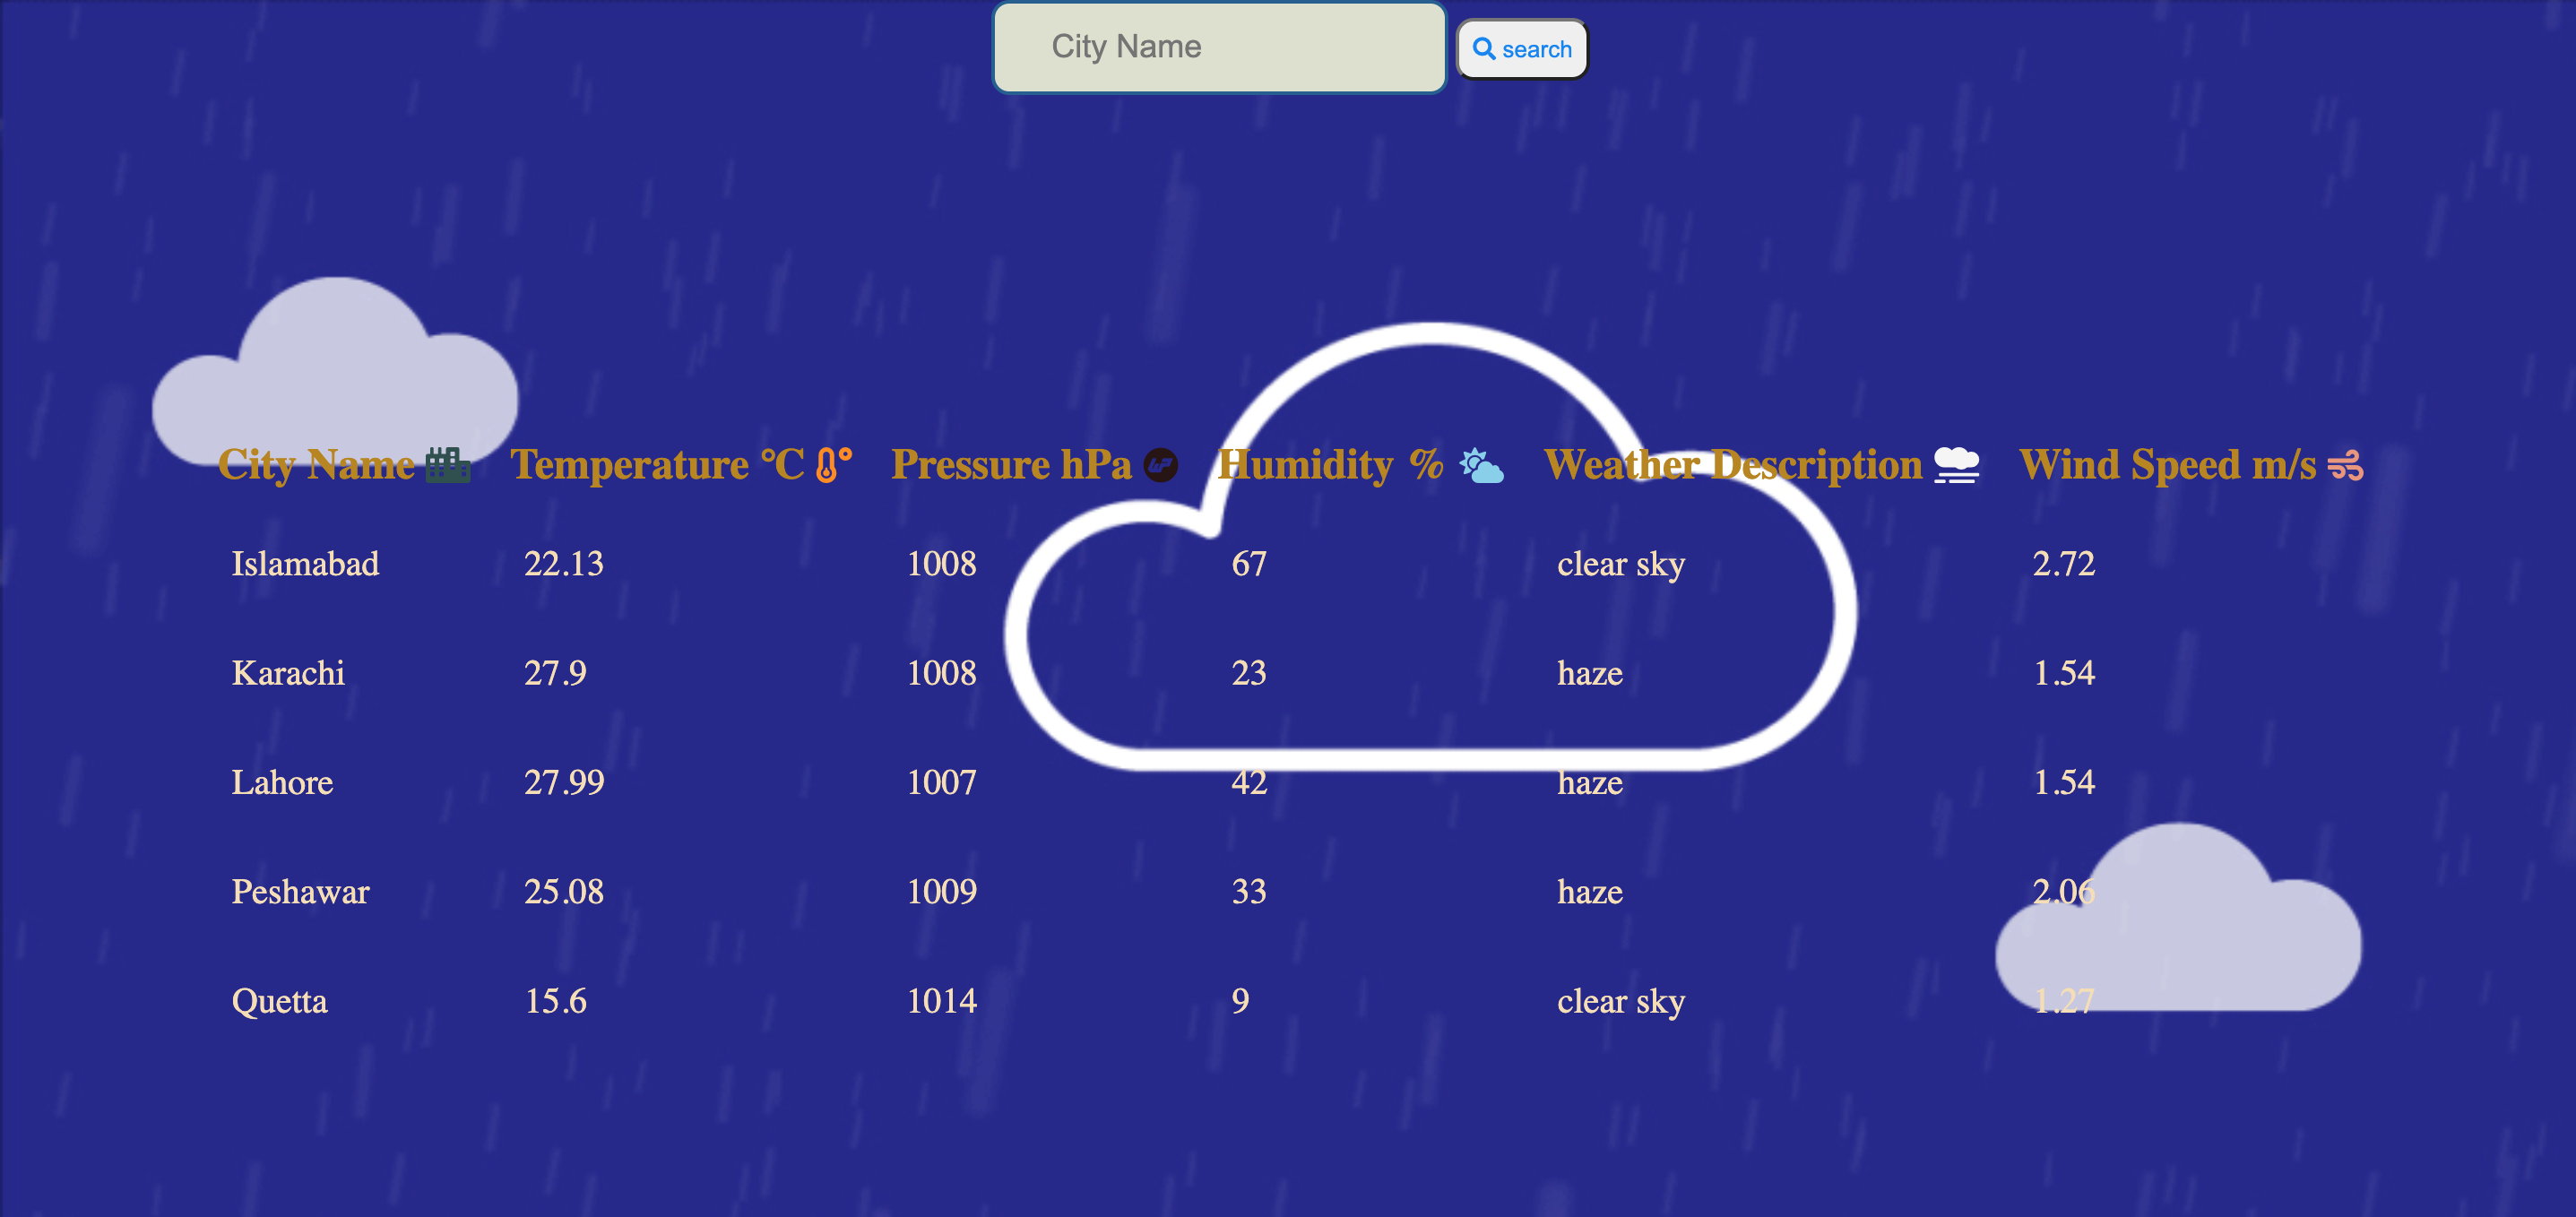 City Name search
City Name Temperature °C Pressure hPa Humidity % Weather Description Wind Speed m/s
Islamabad 22.13 1008 67 clear sky 2.72
Karachi 27.9 1008 23 haze 1.54
Lahore 27.99 1007 42 haze 1.54
Peshawar 25.08 1009 33 haze 2.06
Quetta 15.6 1014 9 clear sky 1.27